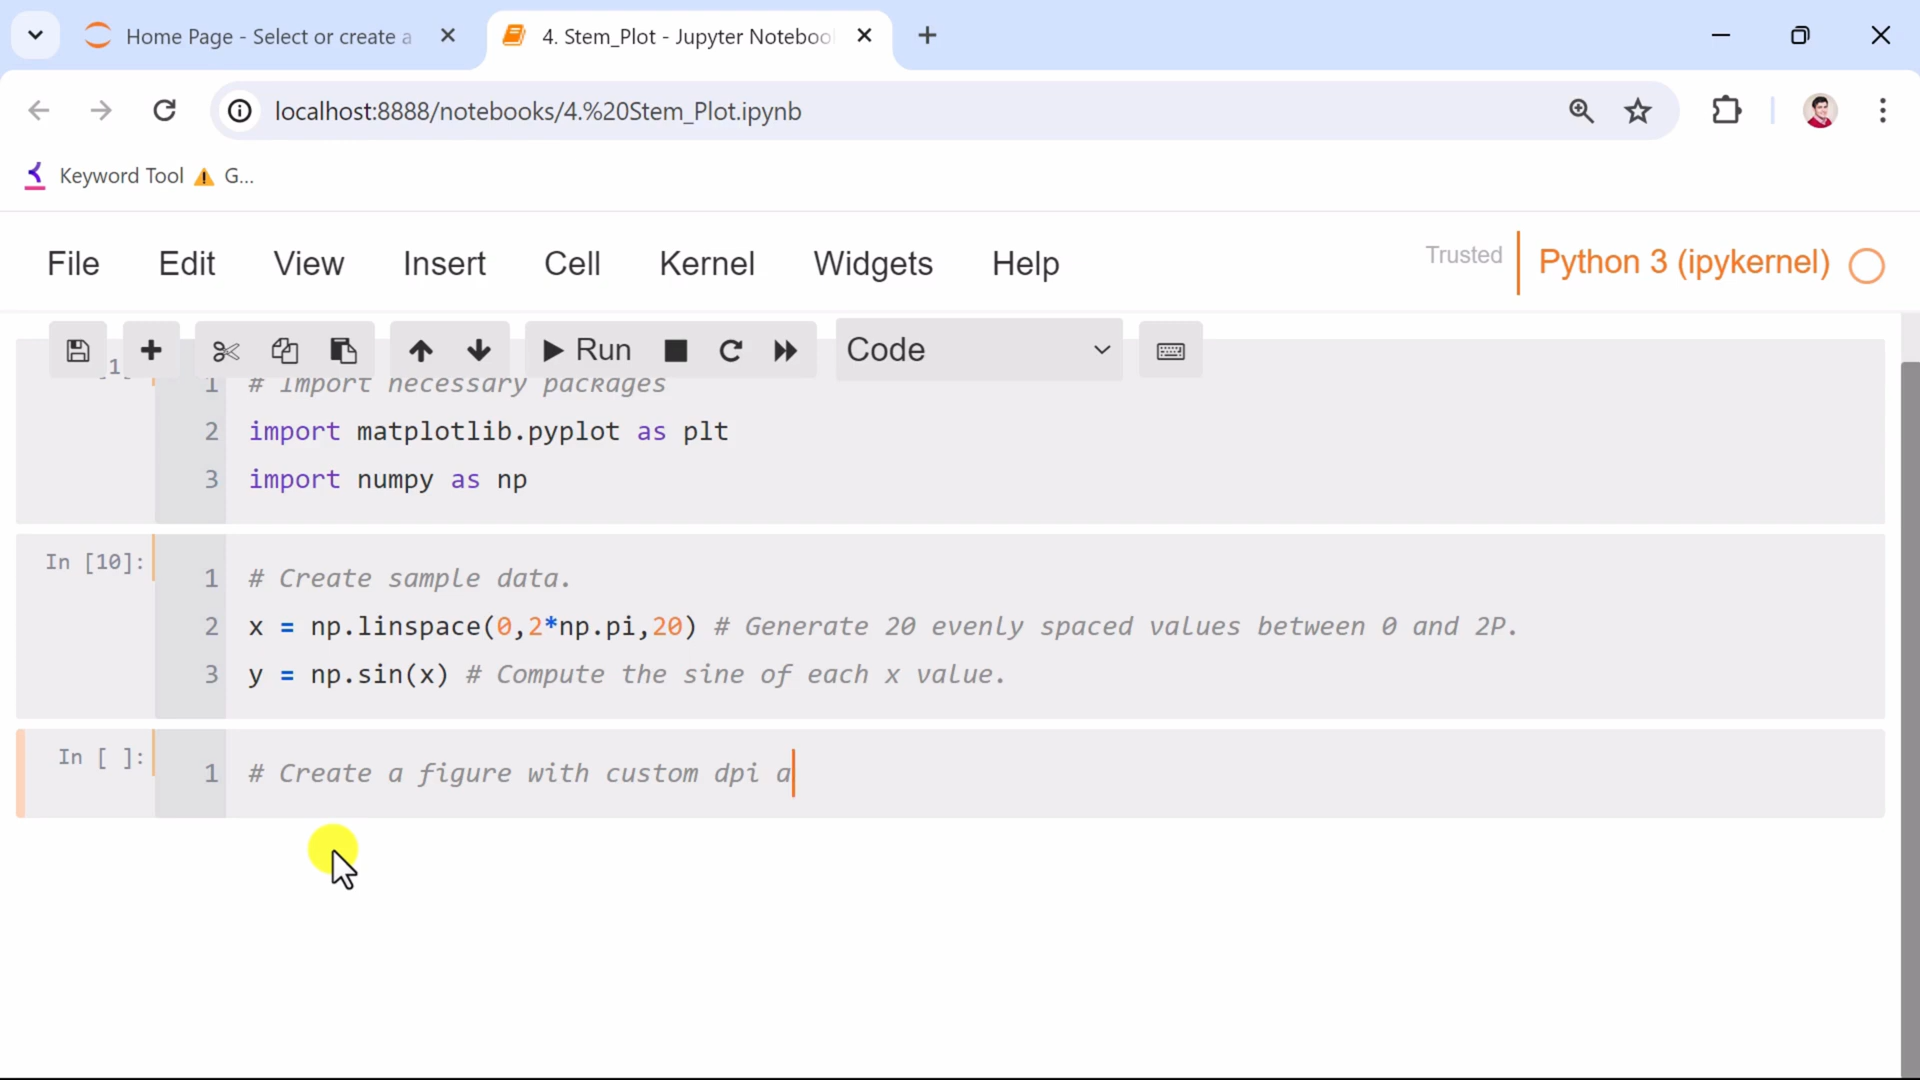 Home Page - Select or create a
4. Stem_Plot - Jupyter Noteboo
localhost:8888/notebooks/4.%20Stem_Plot.ipynb
Keyword Tool
G...
File Edit View Insert Cell Kernel Widgets Help
Trusted
Python 3 (ipykernel)
Run
Code
1 # Import necessary packages
2 import matplotlib.pyplot as plt
3 import numpy as np
In [10]:
1 # Create sample data.
2 x = np.linspace(0,2*np.pi,20) # Generate 20 evenly spaced values between 0 and 2P.
3 y = np.sin(x) # Compute the sine of each x value.
In [ ]:
1 # Create a figure with custom dpi a